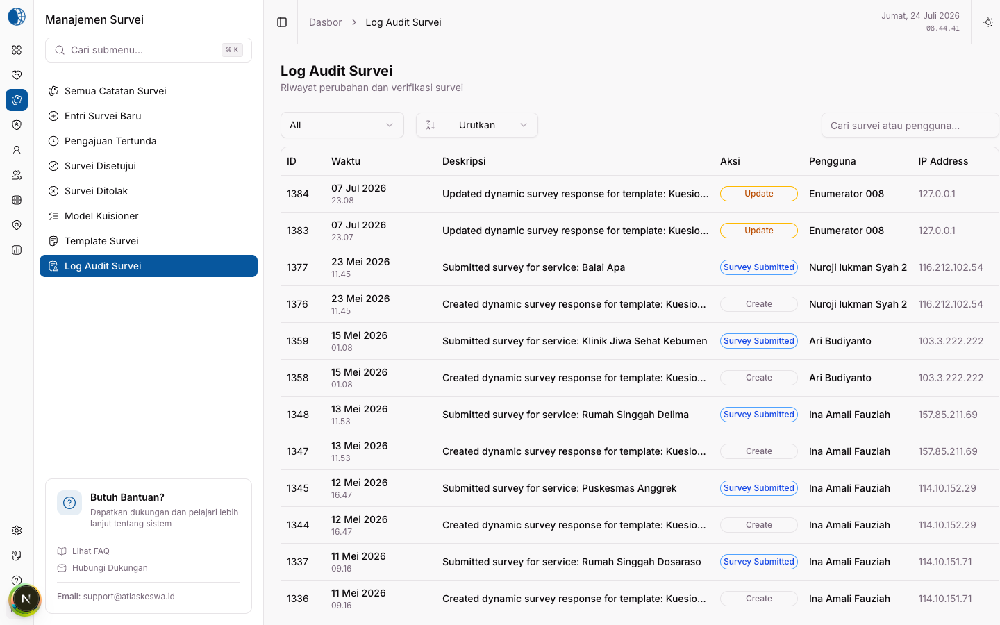 Manajemen Survei
Cari submenu...
⌘ K
Semua Catatan Survei
Entri Survei Baru
Pengajuan Tertunda
Survei Disetujui
Survei Ditolak
Model Kuisioner
Template Survei
Log Audit Survei
Butuh Bantuan?
Dapatkan dukungan dan pelajari lebih
lanjut tentang sistem
Lihat FAQ
Hubungi Dukungan
Email: support@atlaskeswa.id
N
Dasbor > Log Audit Survei
Jumat, 24 Juli 2026
08.44.41
Log Audit Survei
Riwayat perubahan dan verifikasi survei
All
Urutkan
Cari survei atau pengguna...
ID Waktu Deskripsi Aksi Pengguna IP Address
1384 07 Jul 2026 Updated dynamic survey response for template: Kuesio... Update Enumerator 008 127.0.0.1
23.08
1383 07 Jul 2026 Updated dynamic survey response for template: Kuesio... Update Enumerator 008 127.0.0.1
23.07
1377 23 Mei 2026 Submitted survey for service: Balai Apa Survey Submitted Nuroji lukman Syah 2 116.212.102.54
11.45
1376 23 Mei 2026 Created dynamic survey response for template: Kuesio... Create Nuroji lukman Syah 2 116.212.102.54
11.45
1359 15 Mei 2026 Submitted survey for service: Klinik Jiwa Sehat Kebumen Survey Submitted Ari Budiyanto 103.3.222.222
01.08
1358 15 Mei 2026 Created dynamic survey response for template: Kuesio... Create Ari Budiyanto 103.3.222.222
01.08
1348 13 Mei 2026 Submitted survey for service: Rumah Singgah Delima Survey Submitted Ina Amali Fauziah 157.85.211.69
11.53
1347 13 Mei 2026 Created dynamic survey response for template: Kuesio... Create Ina Amali Fauziah 157.85.211.69
11.53
1345 12 Mei 2026 Submitted survey for service: Puskesmas Anggrek Survey Submitted Ina Amali Fauziah 114.10.152.29
16.47
1344 12 Mei 2026 Created dynamic survey response for template: Kuesio... Create Ina Amali Fauziah 114.10.152.29
16.47
1337 11 Mei 2026 Submitted survey for service: Rumah Singgah Dosaraso Survey Submitted Ina Amali Fauziah 114.10.151.71
09.16
1336 11 Mei 2026 Created dynamic survey response for template: Kuesio... Create Ina Amali Fauziah 114.10.151.71
09.16